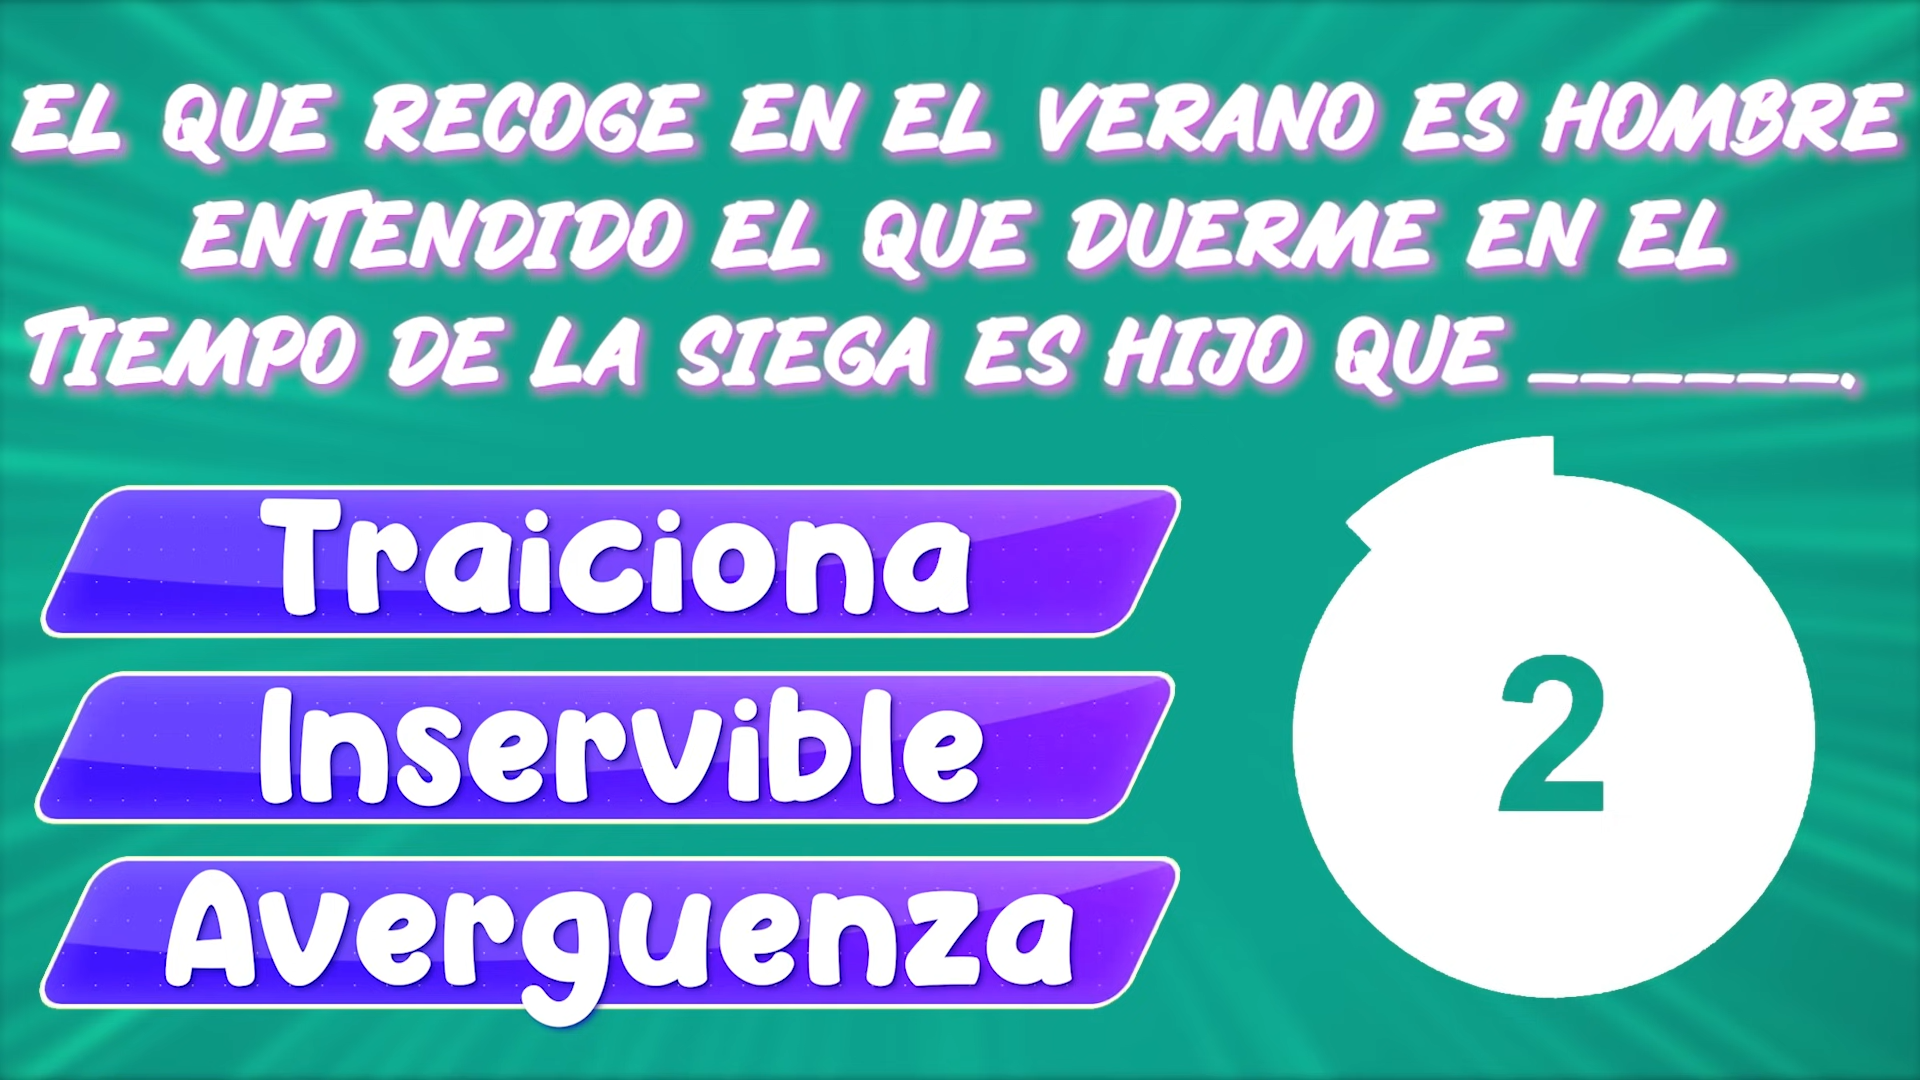 EL QUE RECOGE EN EL VERANO ES HOMBRE
ENTENDIDO EL QUE DUERME EN EL
TIEMPO DE LA SIEGA ES HIJO QUE ______.
Traiciona
Inservible
Averguenza
2